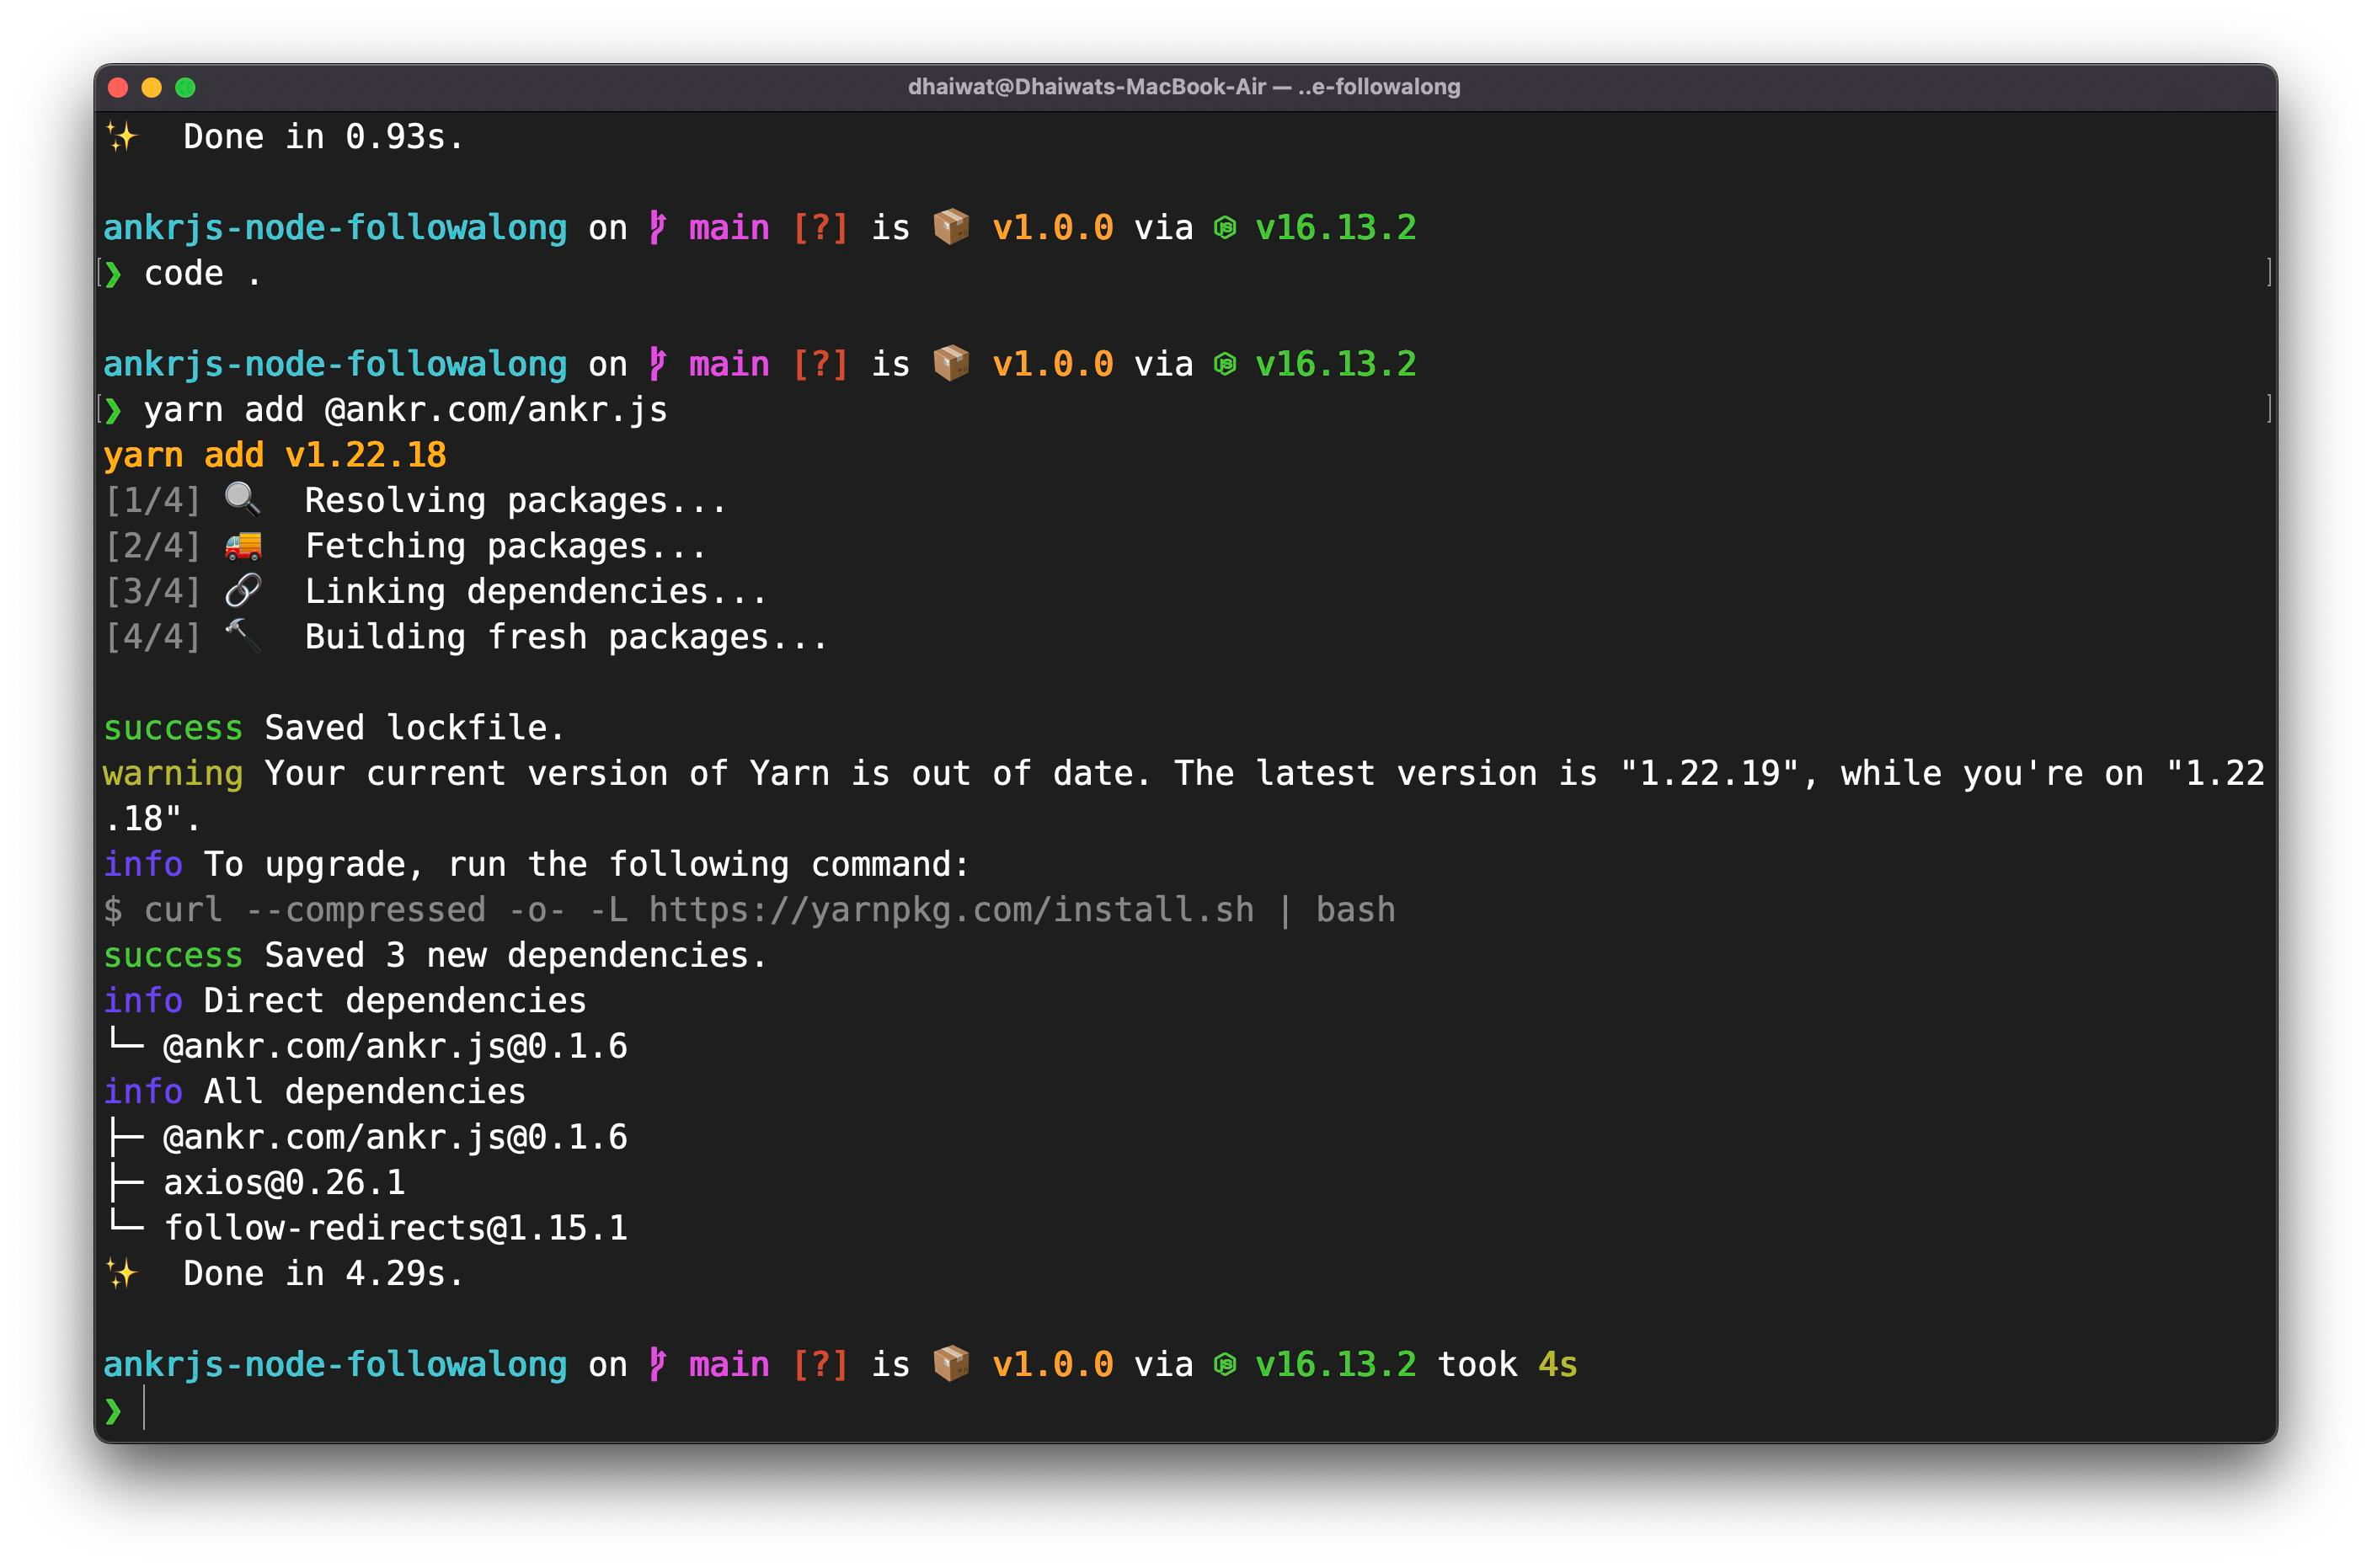 dhaiwat@Dhaiwats-MacBook-Air — ..e-followalong
✨  Done in 0.93s.
ankrjs-node-followalong on  main [?] is 📦 v1.0.0 via  v16.13.2
❯ code .
ankrjs-node-followalong on  main [?] is 📦 v1.0.0 via  v16.13.2
❯ yarn add @ankr.com/ankr.js
yarn add v1.22.18
[1/4] 🔍  Resolving packages...
[2/4] 🚚  Fetching packages...
[3/4] 🔗  Linking dependencies...
[4/4] 🔨  Building fresh packages...
success Saved lockfile.
warning Your current version of Yarn is out of date. The latest version is "1.22.19", while you're on "1.22
.18".
info To upgrade, run the following command:
$ curl --compressed -o- -L https://yarnpkg.com/install.sh | bash
success Saved 3 new dependencies.
info Direct dependencies
└─ @ankr.com/ankr.js@0.1.6
info All dependencies
├─ @ankr.com/ankr.js@0.1.6
├─ axios@0.26.1
└─ follow-redirects@1.15.1
✨  Done in 4.29s.
ankrjs-node-followalong on  main [?] is 📦 v1.0.0 via  v16.13.2 took 4s
❯